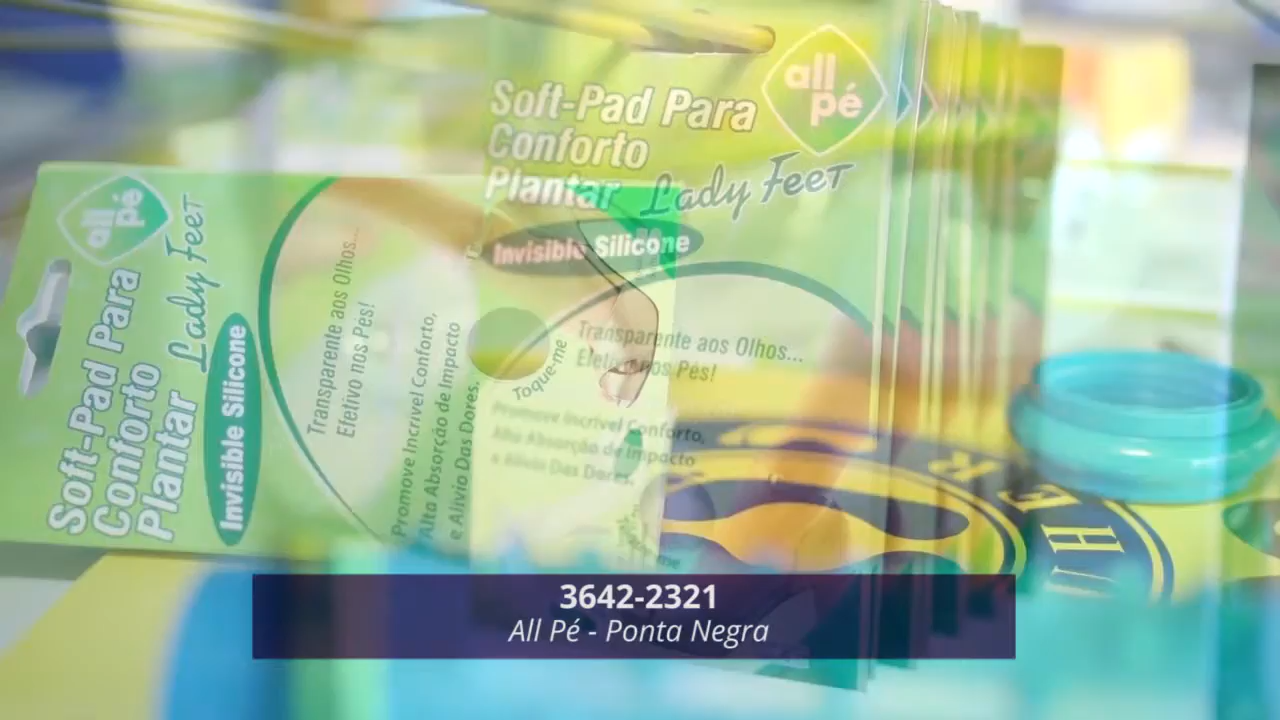 all
pé
Soft-Pad Para
Conforto
Plantar
Lady Feet
Invisible Silicone
Transparente aos Olhos...
Efetivo nos Pés!
Promove Incrível Conforto,
Alta Absorção de Impacto
e Alívio Das Dores.
all
pé
Soft-Pad Para
Conforto
Plantar
Lady Feet
Invisible Silicone
Transparente aos Olhos...
Efetivo nos Pés!
Promove Incrível Conforto,
Alta Absorção de Impacto
e Alívio Das Dores.
Toque-me
3642-2321
All Pé - Ponta Negra